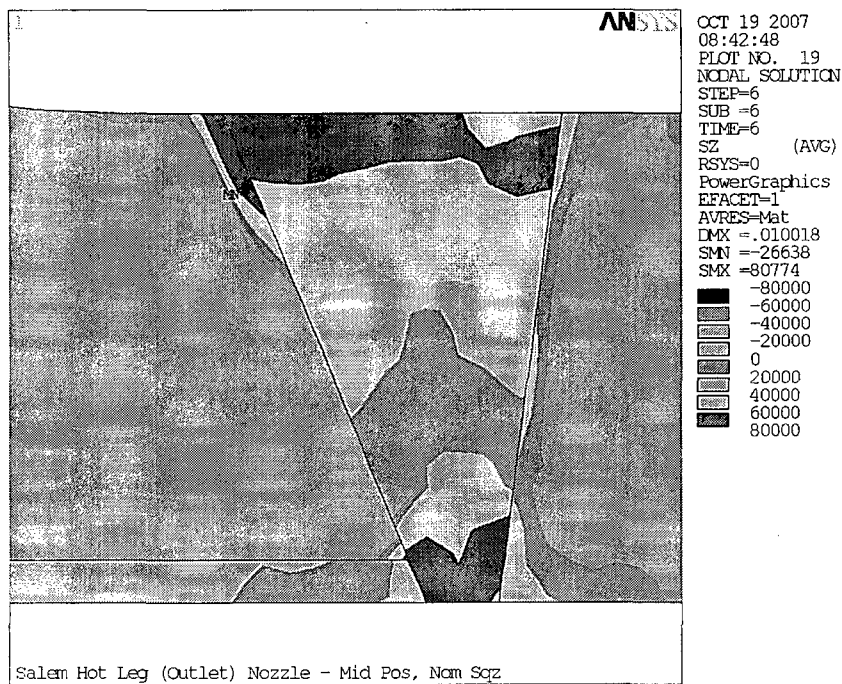 1
ANSYS
OCT 19 2007
08:42:48
PLOT NO. 19
NODAL SOLUTION
STEP=6
SUB =6
TIME=6
SZ (AVG)
RSYS=0
PowerGraphics
EFACET=1
AVRES=Mat
DMX =.010018
SMN =-26638
SMX =80774
-80000
-60000
-40000
-20000
0
20000
40000
60000
80000
Salem Hot Leg (Outlet) Nozzle - Mid Pos, Nom Sqz